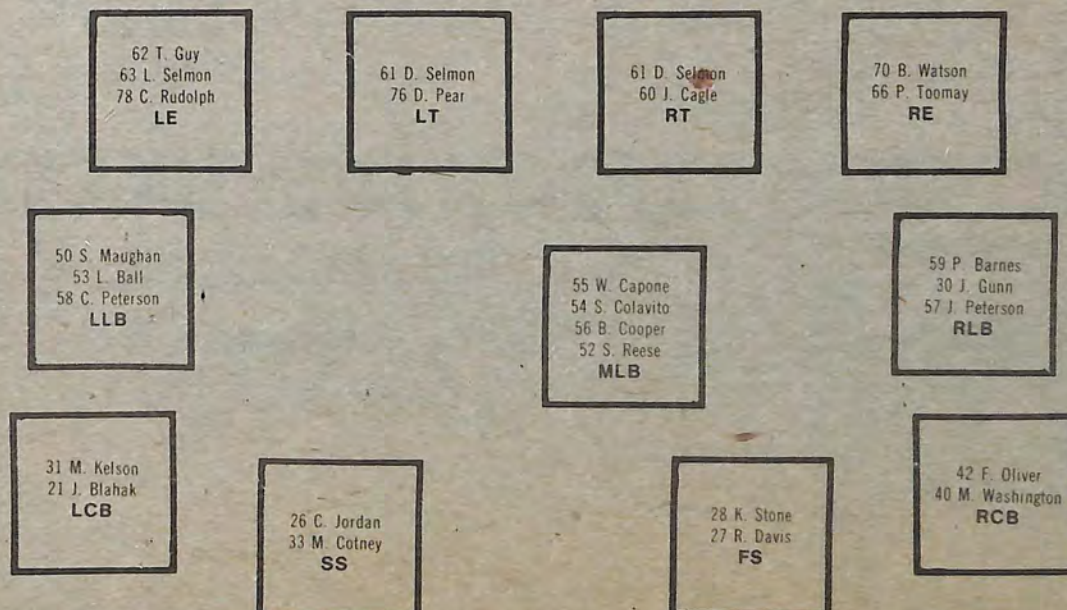 62 T. Guy
63 L. Selmon
78 C. Rudolph
LE
61 D. Selmon
76 D. Pear
LT
61 D. Selmon
60 J. Cagle
RT
70 B. Watson
66 P. Toomay
RE
50 S. Maughan
53 L. Ball
58 C. Peterson
LLB
55 W. Capone
54 S. Colavito
56 B. Cooper
52 S. Reese
MLB
59 P. Barnes
30 J. Gunn
57 J. Peterson
RLB
31 M. Kelson
21 J. Blahak
LCB
26 C. Jordan
33 M. Cotney
SS
28 K. Stone
27 R. Davis
FS
42 F. Oliver
40 M. Washington
RCB